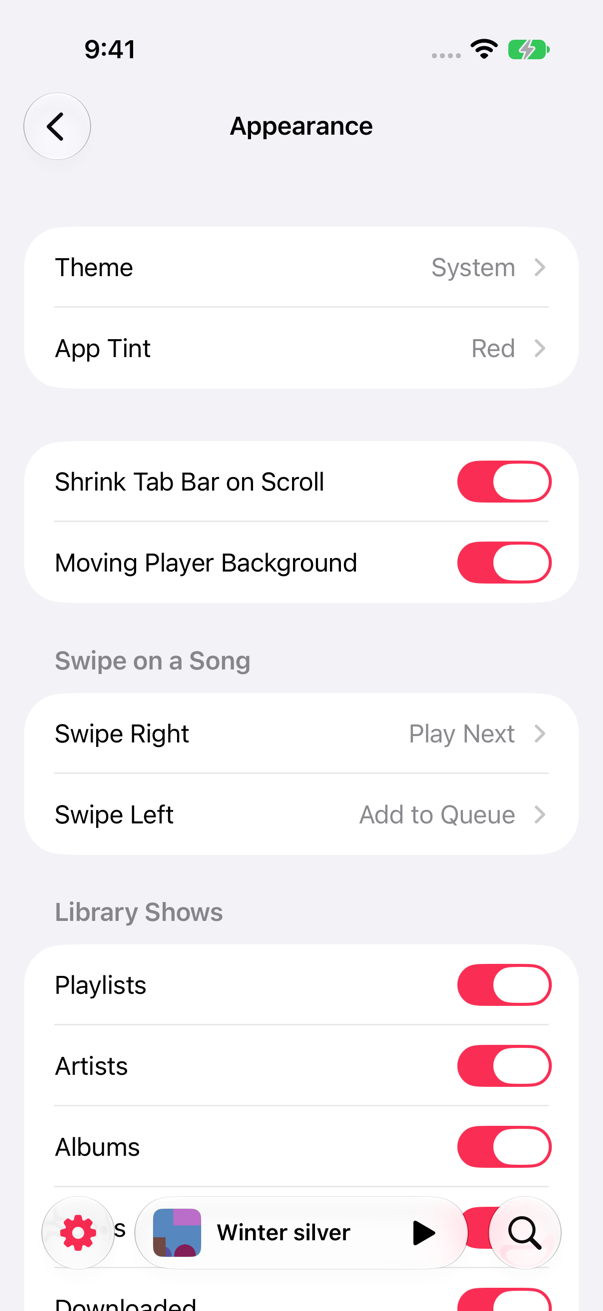 9:41
Appearance
Theme System
App Tint Red
Shrink Tab Bar on Scroll
Moving Player Background
Swipe on a Song
Swipe Right Play Next
Swipe Left Add to Queue
Library Shows
Playlists
Artists
Albums
Winter silver
Downloaded